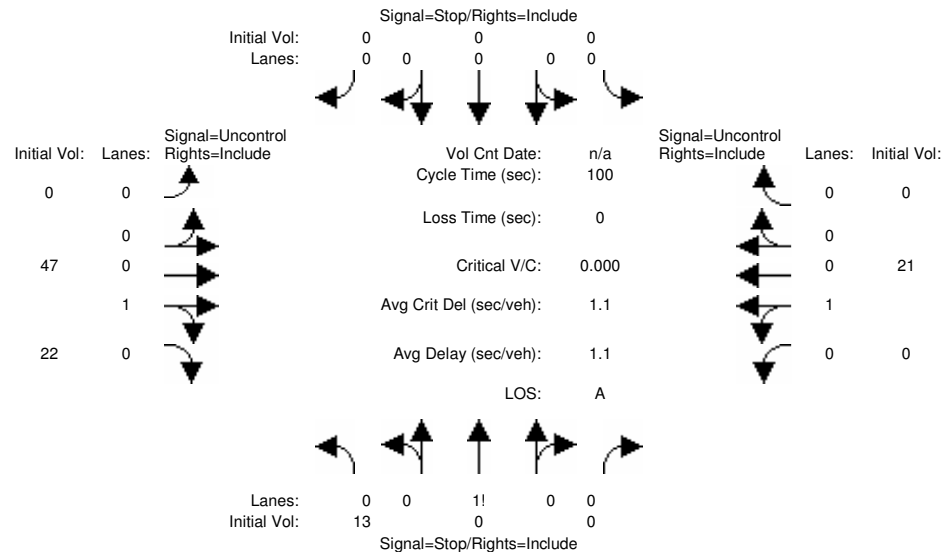 Signal=Stop/Rights=Include
Initial Vol: 0 0 0
Lanes: 0 0 0 0 0
Signal=Uncontrol Signal=Uncontrol
Initial Vol: Lanes: Rights=Include Vol Cnt Date: n/a Rights=Include Lanes: Initial Vol:
Cycle Time (sec): 100
0 0 0 0
Loss Time (sec): 0
0 0
47 0 Critical V/C: 0.000 0 21
1 Avg Crit Del (sec/veh): 1.1 1
22 0 Avg Delay (sec/veh): 1.1 0 0
LOS: A
Lanes: 0 0 1! 0 0
Initial Vol: 13 0 0
Signal=Stop/Rights=Include